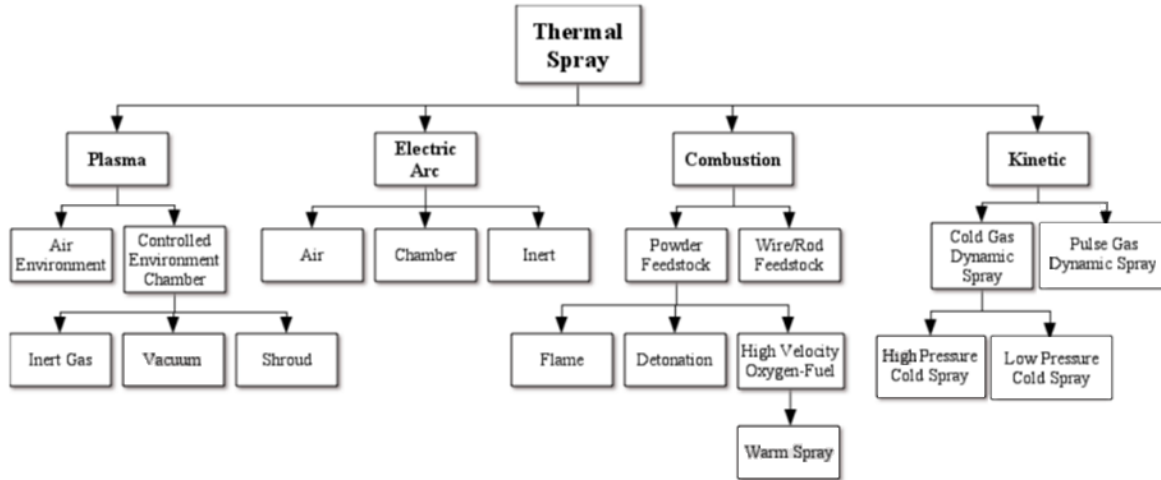 Thermal
Spray
Plasma
Electric
Arc
Combustion
Kinetic
Air
Environment
Controlled
Environment
Chamber
Air
Chamber
Inert
Powder
Feedstock
Wire/Rod
Feedstock
Cold Gas
Dynamic
Spray
Pulse Gas
Dynamic Spray
Inert Gas
Vacuum
Shroud
Flame
Detonation
High Velocity
Oxygen-Fuel
High Pressure
Cold Spray
Low Pressure
Cold Spray
Warm Spray